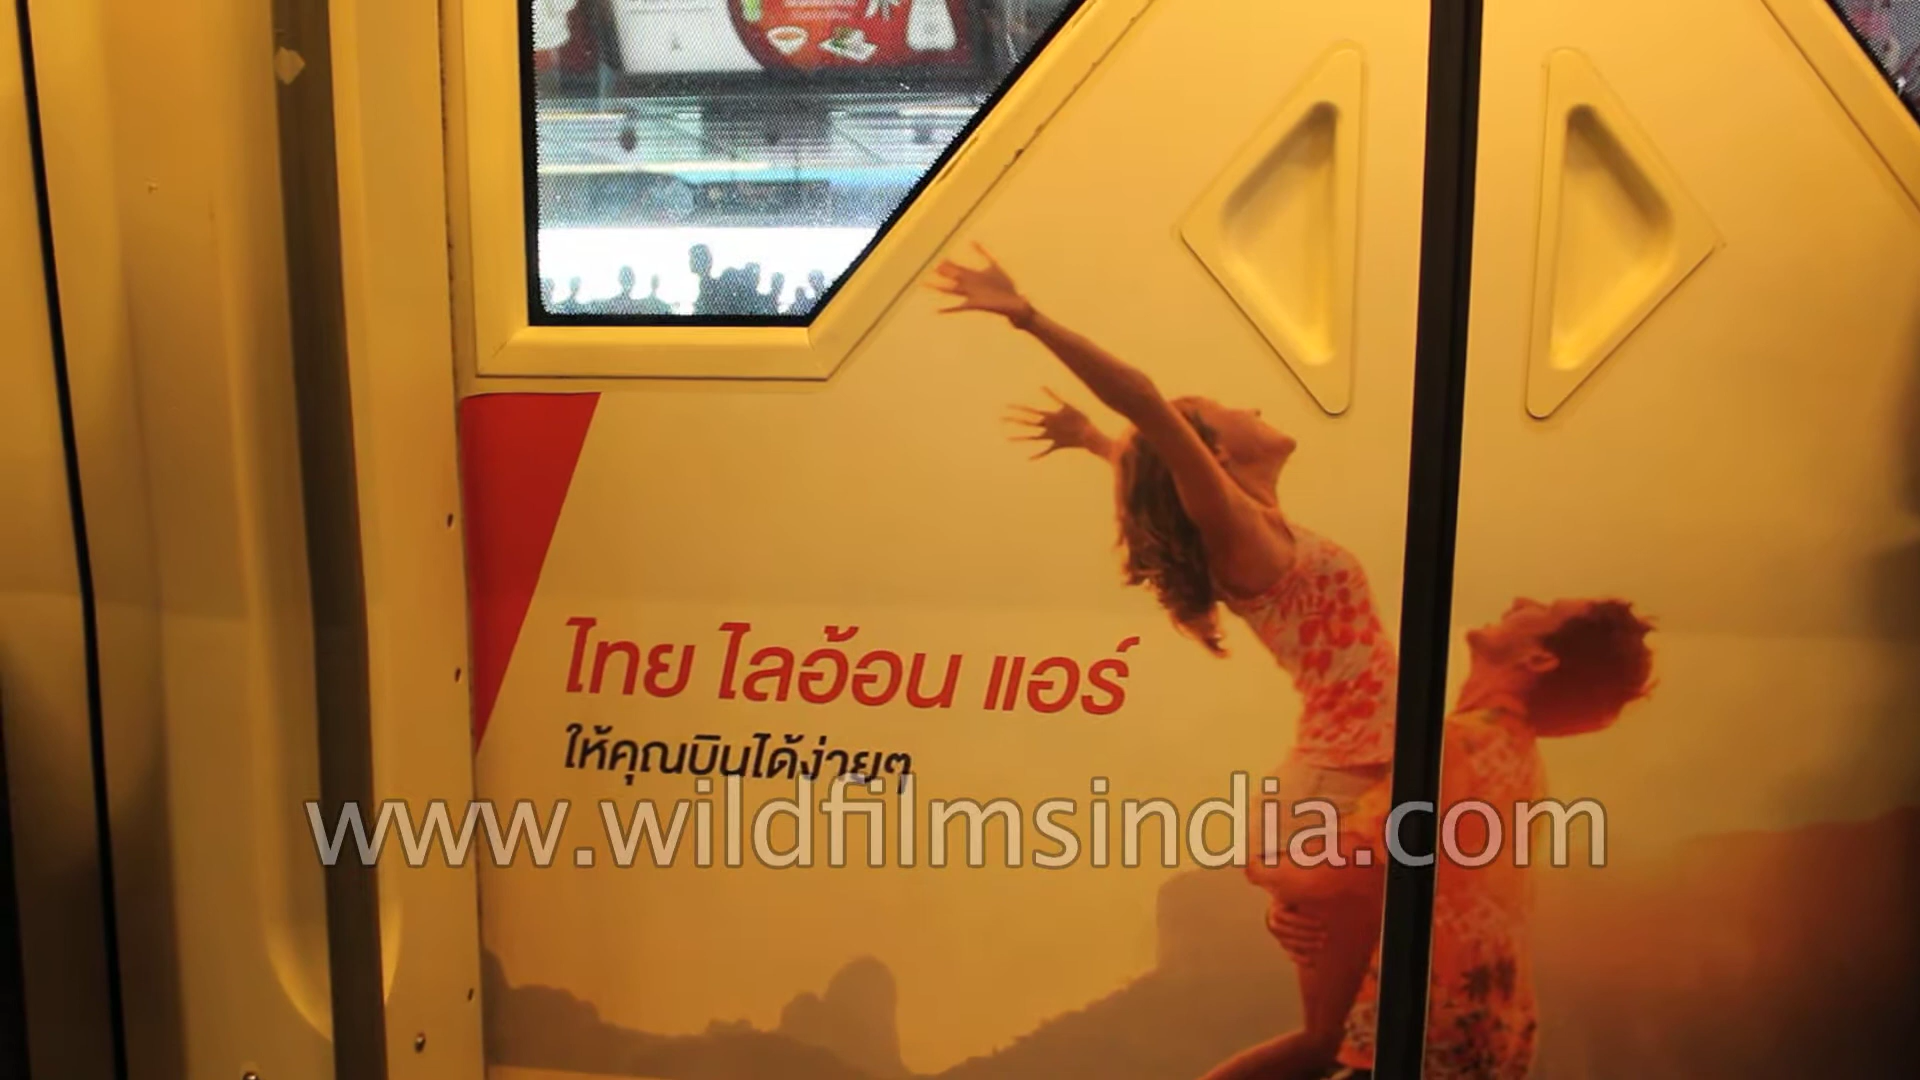 ไทย ไลอ้อน แอร์
ให้คุณบินได้ง่ายๆ
www.wildfilmsindia.com